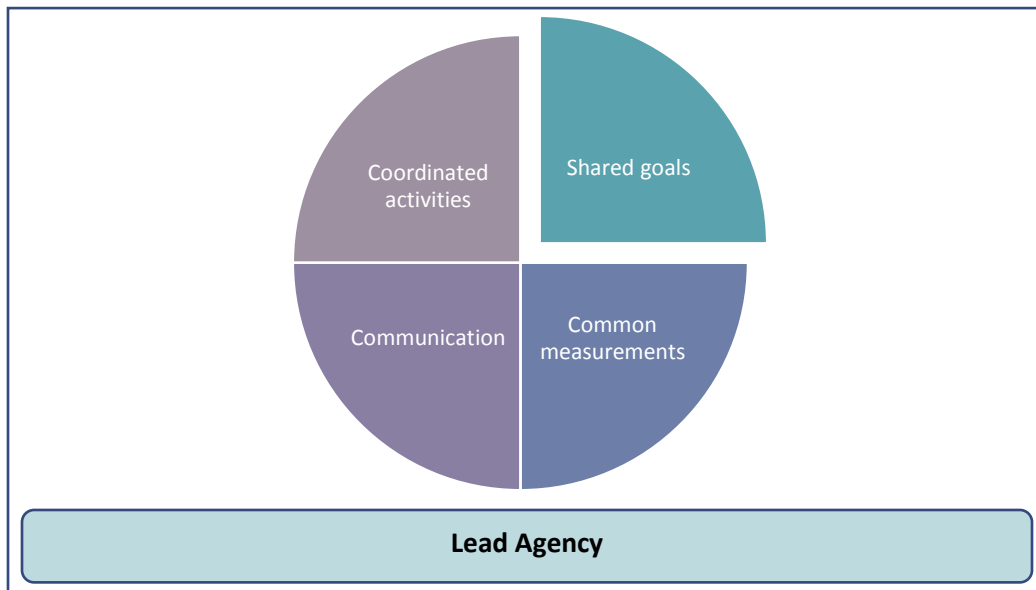 Coordinated
activities
Shared goals
Communication
Common
measurements
Lead Agency